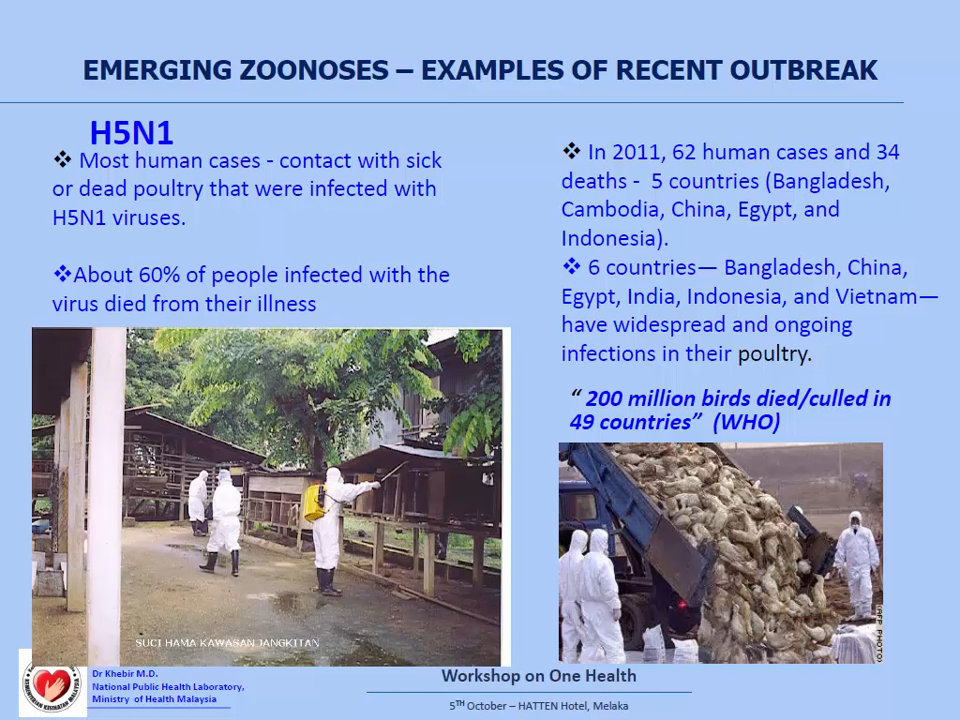 EMERGING ZOONOSES – EXAMPLES OF RECENT OUTBREAK
H5N1
❖ Most human cases - contact with sick
or dead poultry that were infected with
H5N1 viruses.
❖About 60% of people infected with the
virus died from their illness
❖ In 2011, 62 human cases and 34
deaths - 5 countries (Bangladesh,
Cambodia, China, Egypt, and
Indonesia).
❖ 6 countries— Bangladesh, China,
Egypt, India, Indonesia, and Vietnam—
have widespread and ongoing
infections in their poultry.
“ 200 million birds died/culled in
49 countries” (WHO)
SUCI HAMA KAWASAN JANGKITAN
(AFP PHOTO)
KEMENTERIAN KESIHATAN MALAYSIA
Dr Khebir M.D.
National Public Health Laboratory,
Ministry of Health Malaysia
Workshop on One Health
5TH October – HATTEN Hotel, Melaka